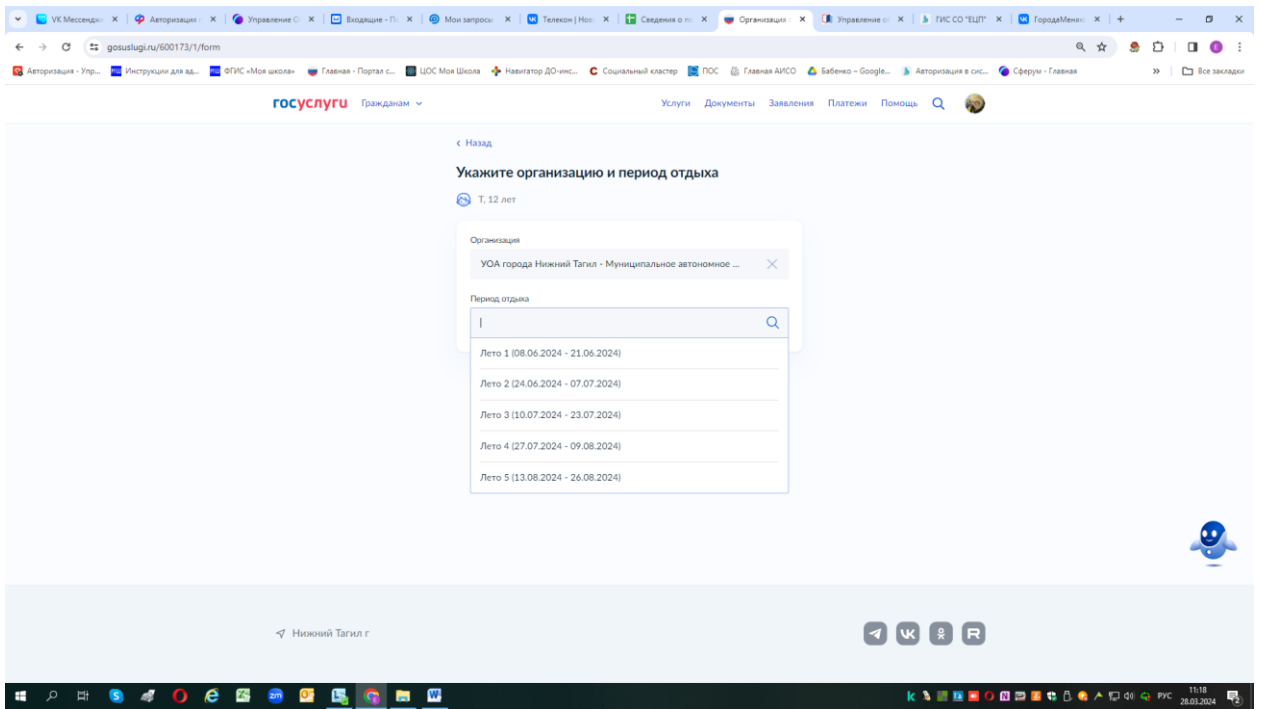 VK Мессендж
Авторизация
Управление О
Входящие - П
Мои запросы
Телекон | Нов
Сведения о п
Организация
Управление о
ГИС СО "ЕЦП"
ГородаМенис
gosuslugi.ru/600173/1/form
Авторизация - Упр...
Инструкции для ад...
ФГИС «Моя школа»
Главная - Портал с...
ЦОС Моя Школа
Навигатор ДО-инс...
Социальный кластер
ПОС
Главная АИСО
Бабенко – Google...
Авторизация в сис...
Сферум - Главная
»
Все закладки
госуслуги
Гражданам
Услуги
Документы
Заявления
Платежи
Помощь
Назад
Укажите организацию и период отдыха
Т, 12 лет
Организация
УОА города Нижний Тагил - Муниципальное автономное ...
Период отдыха
Лето 1 (08.06.2024 - 21.06.2024)
Лето 2 (24.06.2024 - 07.07.2024)
Лето 3 (10.07.2024 - 23.07.2024)
Лето 4 (27.07.2024 - 09.08.2024)
Лето 5 (13.08.2024 - 26.08.2024)
Нижний Тагил г
РУС
11:18
28.03.2024